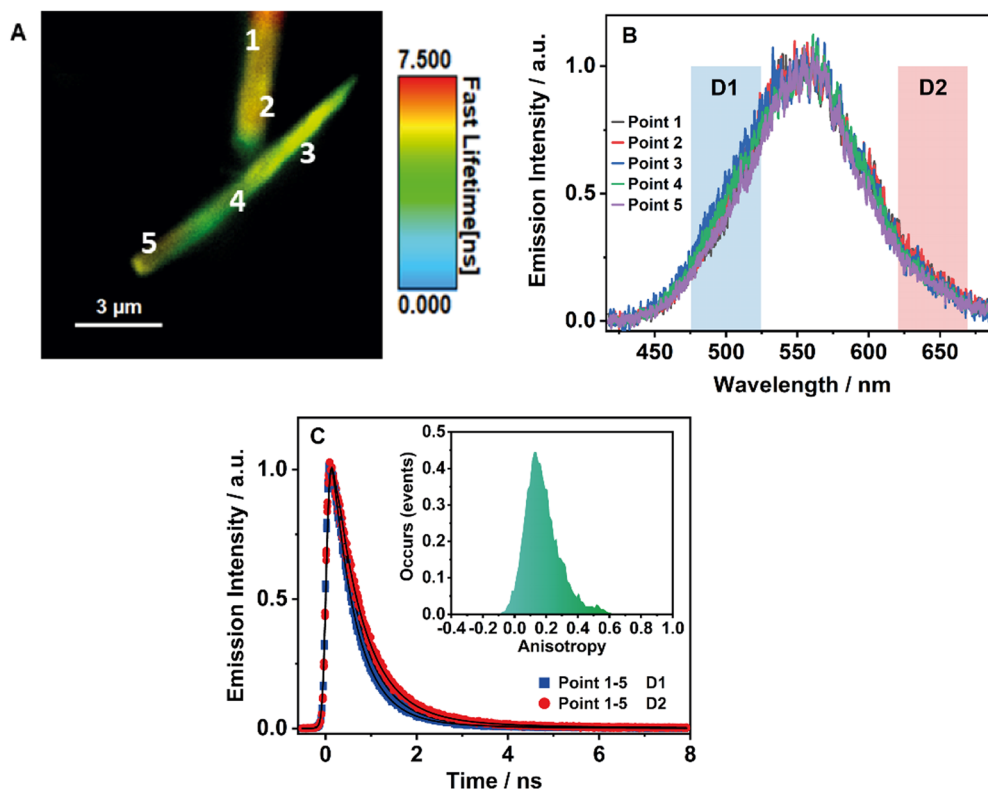 A
1
2
3
4
5
3 μm
7.500
Fast Lifetime[ns]
0.000
B
D1
D2
Point 1
Point 2
Point 3
Point 4
Point 5
1.0
0.5
0.0
Emission Intensity / a.u.
450 500 550 600 650
Wavelength / nm
C
1.0
0.5
0.0
Emission Intensity / a.u.
0.5
0.4
0.3
0.2
0.1
0.0
Occurs (events)
-0.4 -0.2 0.0 0.2 0.4 0.6 0.8 1.0
Anisotropy
Point 1-5 D1
Point 1-5 D2
0 2 4 6 8
Time / ns